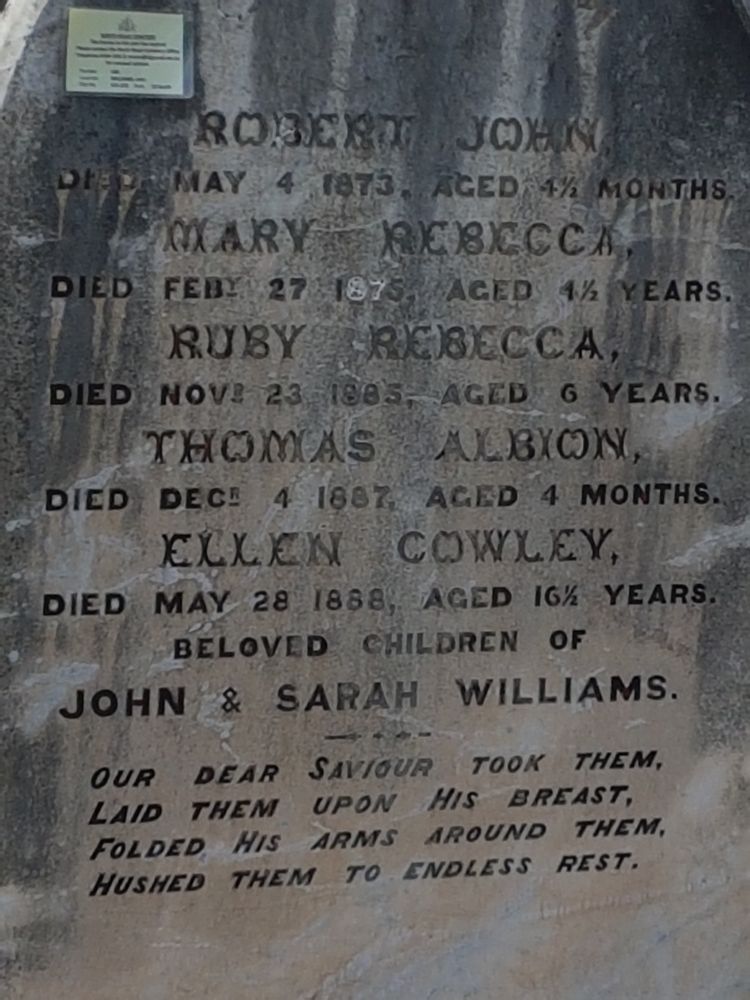 ROBERT JOHN,
DIED MAY 4 1873, AGED 4½ MONTHS.
MARY REBECCA,
DIED FEBY 27 1875, AGED 4½ YEARS.
RUBY REBECCA,
DIED NOVR 23 1885, AGED 6 YEARS.
THOMAS ALBION,
DIED DECR 4 1887, AGED 4 MONTHS.
ELLEN COWLEY,
DIED MAY 28 1888, AGED 16½ YEARS.
BELOVED CHILDREN OF
JOHN & SARAH WILLIAMS.
OUR DEAR SAVIOUR TOOK THEM,
LAID THEM UPON HIS BREAST,
FOLDED HIS ARMS AROUND THEM,
HUSHED THEM TO ENDLESS REST.